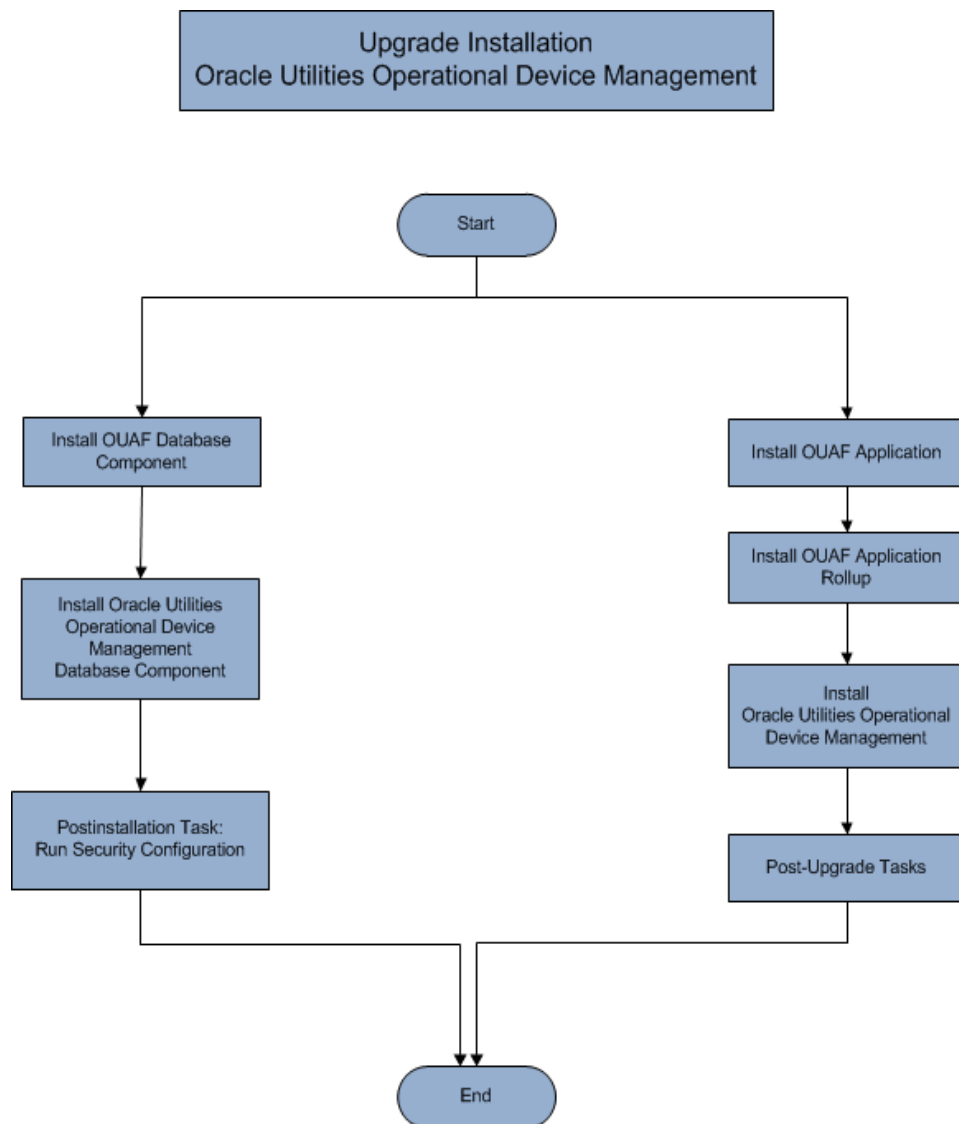 Upgrade Installation
Oracle Utilities Operational Device Management
Start
Install OUAF Database
Component
Install Oracle Utilities
Operational Device
Management
Database Component
Postinstallation Task:
Run Security Configuration
Install OUAF Application
Install OUAF Application
Rollup
Install
Oracle Utilities Operational
Device Management
Post-Upgrade Tasks
End